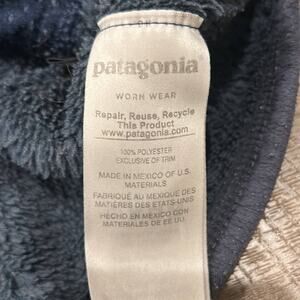 patagonia®
WORN WEAR
Repair, Reuse, Recycle
This Product
www.patagonia.com
100% POLYESTER
EXCLUSIVE OF TRIM
MADE IN MEXICO OF U.S.
MATERIALS
FABRIQUÉ AU MEXIQUE DES
MATIÈRES DES ÉTATS-UNIS
HECHO EN MÉXICO CON
MATERIALES DE EE.UU.